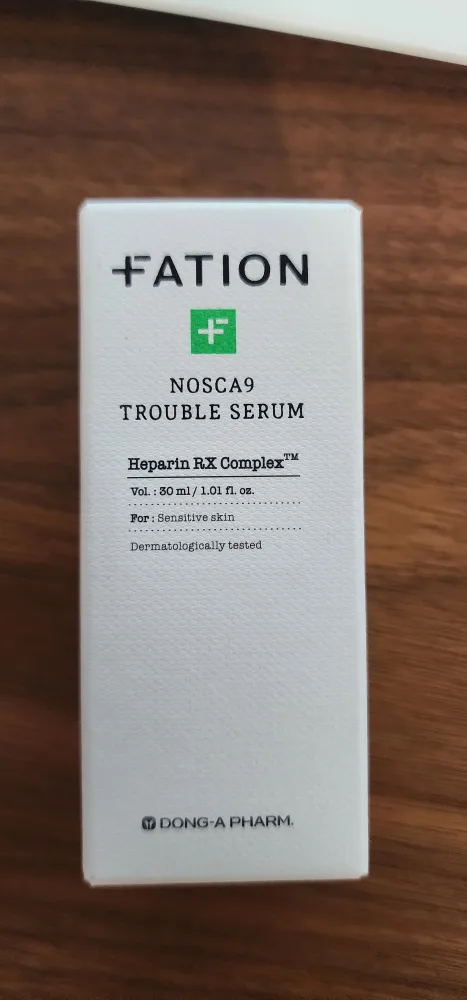 FATION
NOSCA9
TROUBLE SERUM
Heparin RX Complex™
Vol. : 30 ml / 1.01 fl. oz.
For : Sensitive skin
Dermatologically tested
DONG-A PHARM.